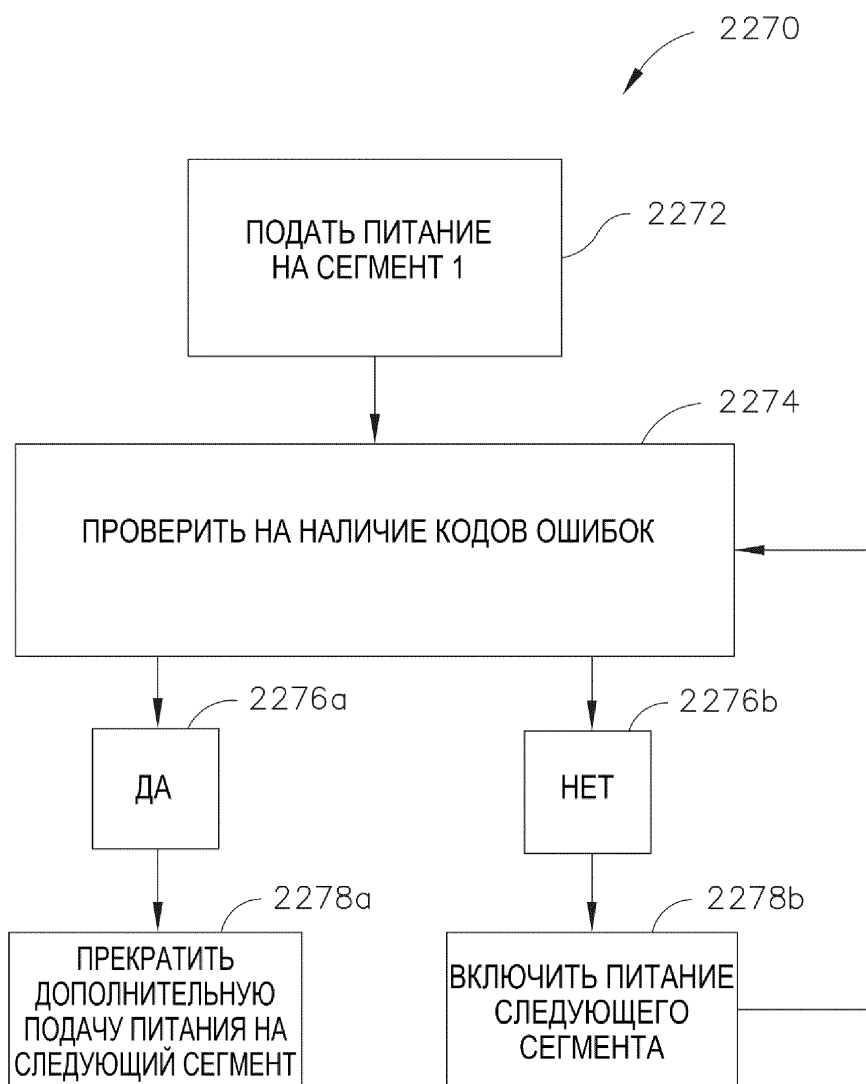 2270
ПОДАТЬ ПИТАНИЕ
НА СЕГМЕНТ 1
2272
2274
ПРОВЕРИТЬ НА НАЛИЧИЕ КОДОВ ОШИБОК
2276a
2276b
ДА
НЕТ
2278a
2278b
ПРЕКРАТИТЬ
ДОПОЛНИТЕЛЬНУЮ
ПОДАЧУ ПИТАНИЯ НА
СЛЕДУЮЩИЙ СЕГМЕНТ
ВКЛЮЧИТЬ ПИТАНИЕ
СЛЕДУЮЩЕГО
СЕГМЕНТА